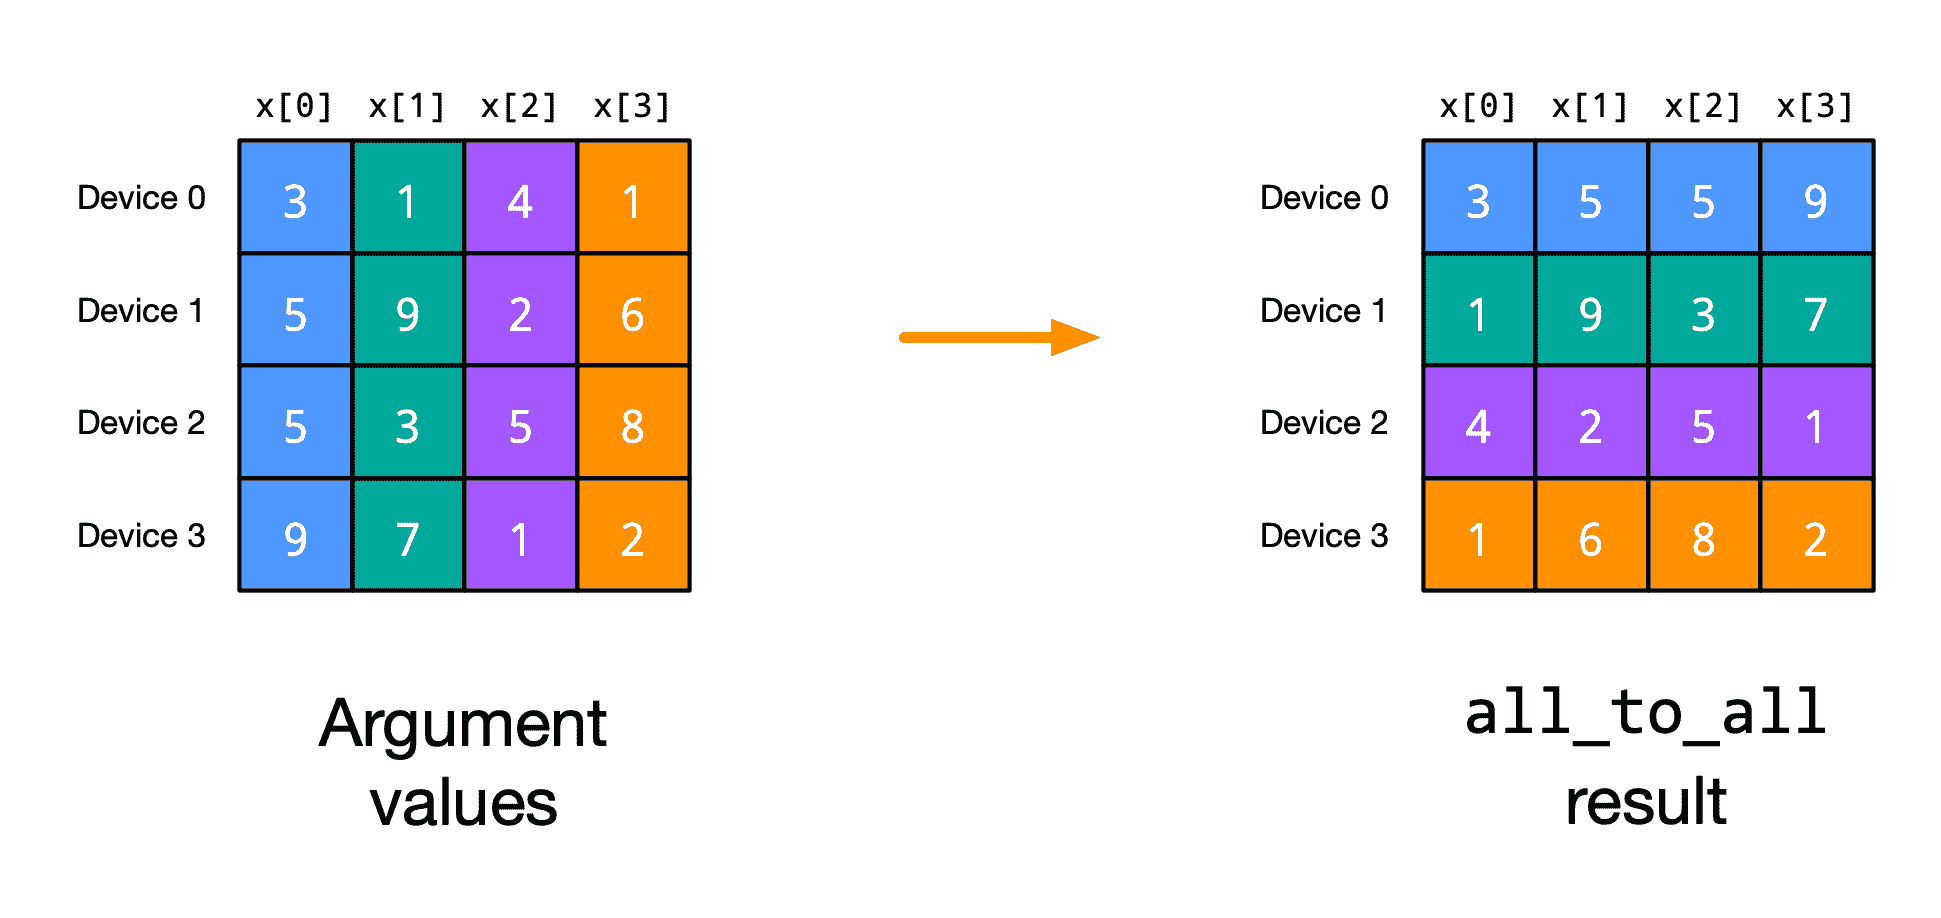 x[0] x[1] x[2] x[3]
Device 0 3 1 4 1
Device 1 5 9 2 6
Device 2 5 3 5 8
Device 3 9 7 1 2
Argument
values
x[0] x[1] x[2] x[3]
Device 0 3 5 5 9
Device 1 1 9 3 7
Device 2 4 2 5 1
Device 3 1 6 8 2
all_to_all
result